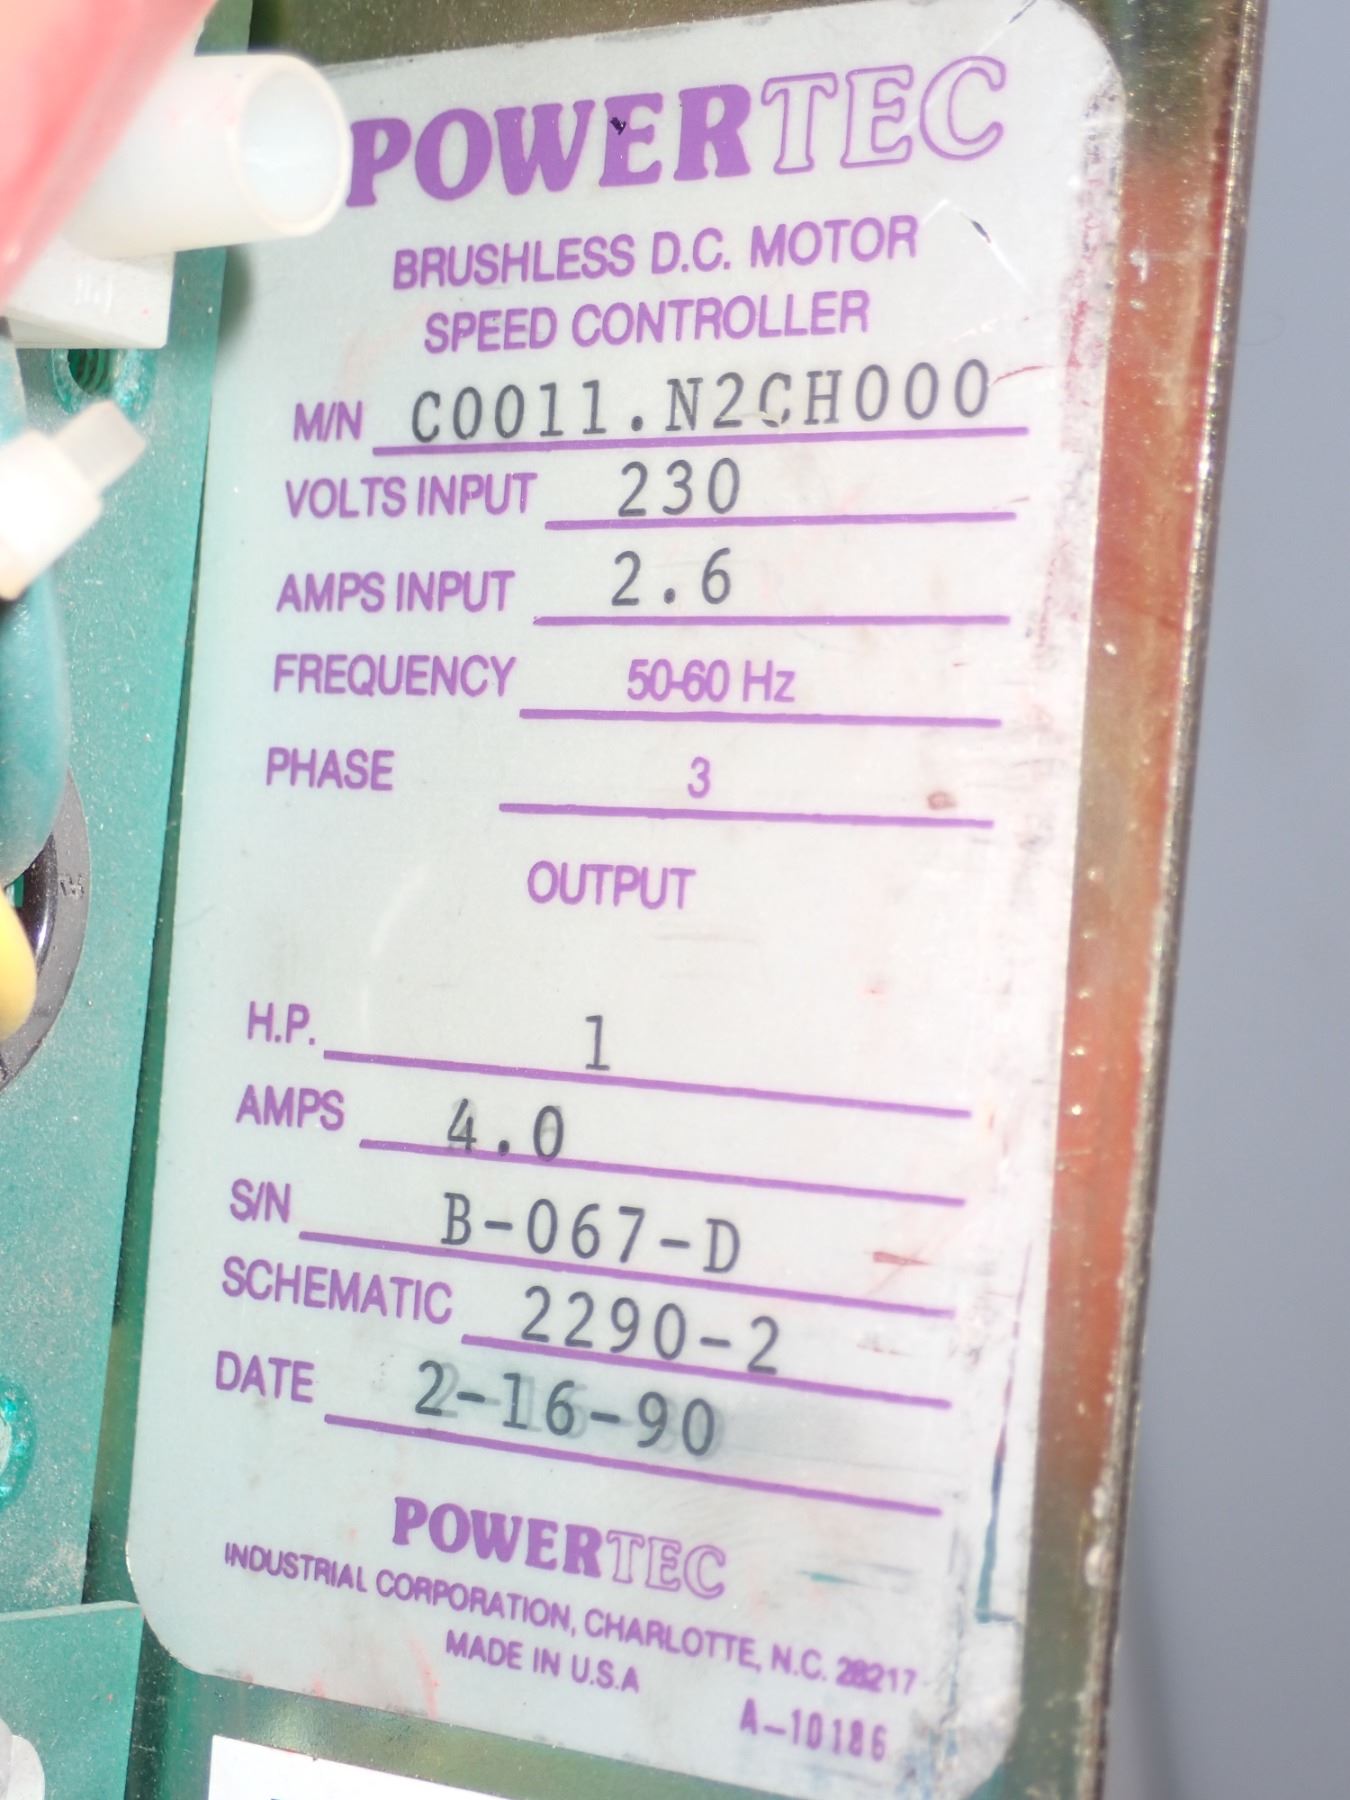 POWERTEC
BRUSHLESS D.C. MOTOR
SPEED CONTROLLER
M/N C0011.N2CH000
VOLTS INPUT 230
AMPS INPUT 2.6
FREQUENCY 50-60 Hz
PHASE 3
OUTPUT
H.P. 1
AMPS 4.0
S/N B-067-D
SCHEMATIC 2290-2
DATE 2-16-90
POWERTEC
INDUSTRIAL CORPORATION, CHARLOTTE, N.C. 28217
MADE IN U.S.A
A-10186